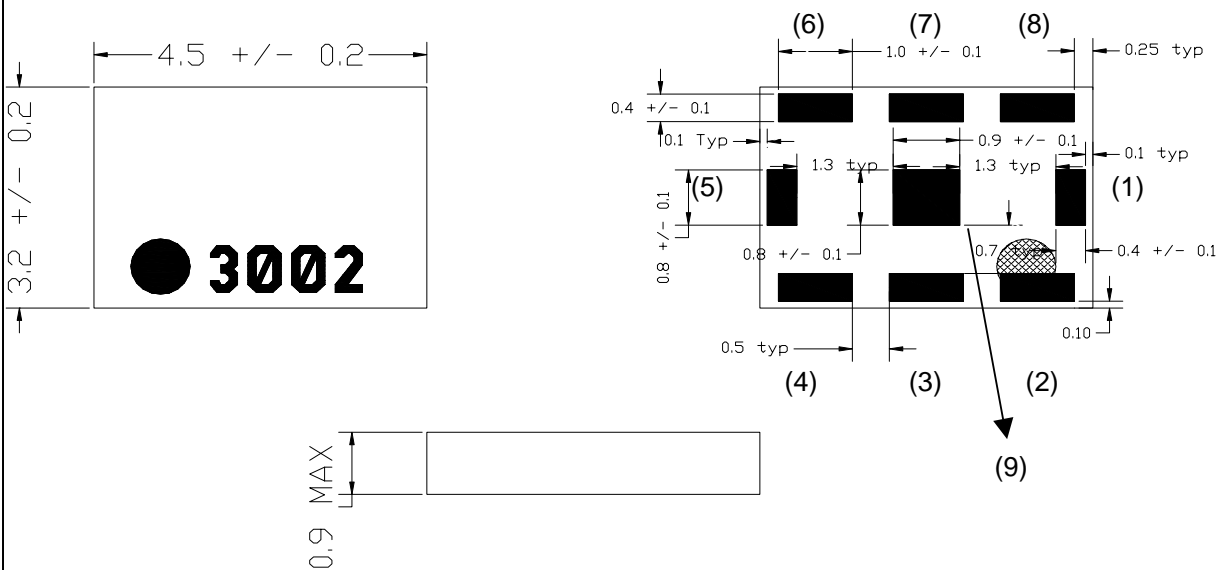 4.5 +/- 0.2
3.2 +/- 0.2
3002
0.9 MAX
(6) (7) (8)
1.0 +/- 0.1
0.25 typ
0.4 +/- 0.1
0.1 Typ
0.9 +/- 0.1
0.1 typ
1.3 typ
1.3 typ
(5)
(1)
0.8 +/- 0.1
0.8 +/- 0.1
0.7 typ
0.4 +/- 0.1
0.10
0.5 typ
(4) (3) (2)
(9)